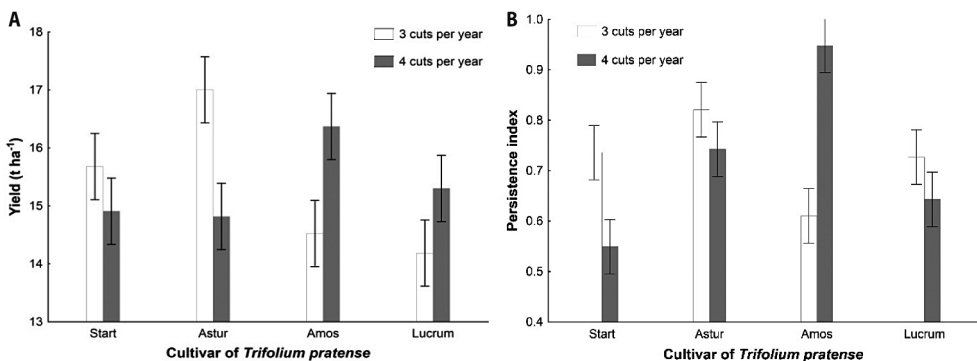 A
3 cuts per year
4 cuts per year
Yield (t ha⁻¹)
18
17
16
15
14
13
Start Astur Amos Lucrum
Cultivar of Trifolium pratense
B
3 cuts per year
4 cuts per year
Persistence index
1.0
0.9
0.8
0.7
0.6
0.5
0.4
Start Astur Amos Lucrum
Cultivar of Trifolium pratense